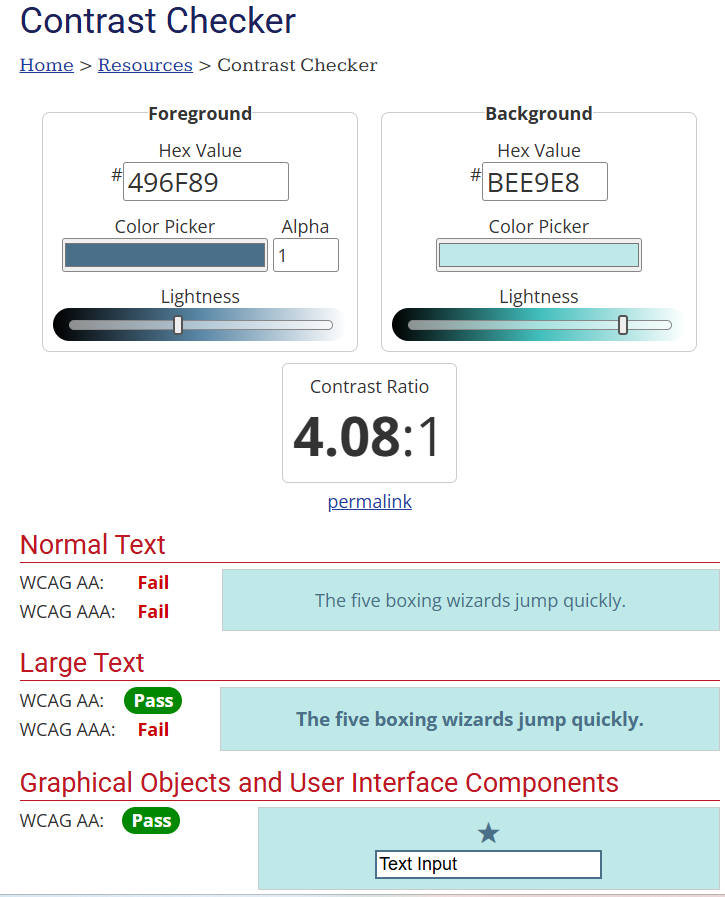 Contrast Checker
Home > Resources > Contrast Checker
Foreground
Hex Value
# 496F89
Color Picker Alpha
1
Lightness
Background
Hex Value
# BEE9E8
Color Picker
Lightness
Contrast Ratio
4.08:1
permalink
Normal Text
WCAG AA: Fail
WCAG AAA: Fail
The five boxing wizards jump quickly.
Large Text
WCAG AA: Pass
WCAG AAA: Fail
The five boxing wizards jump quickly.
Graphical Objects and User Interface Components
WCAG AA: Pass
Text Input